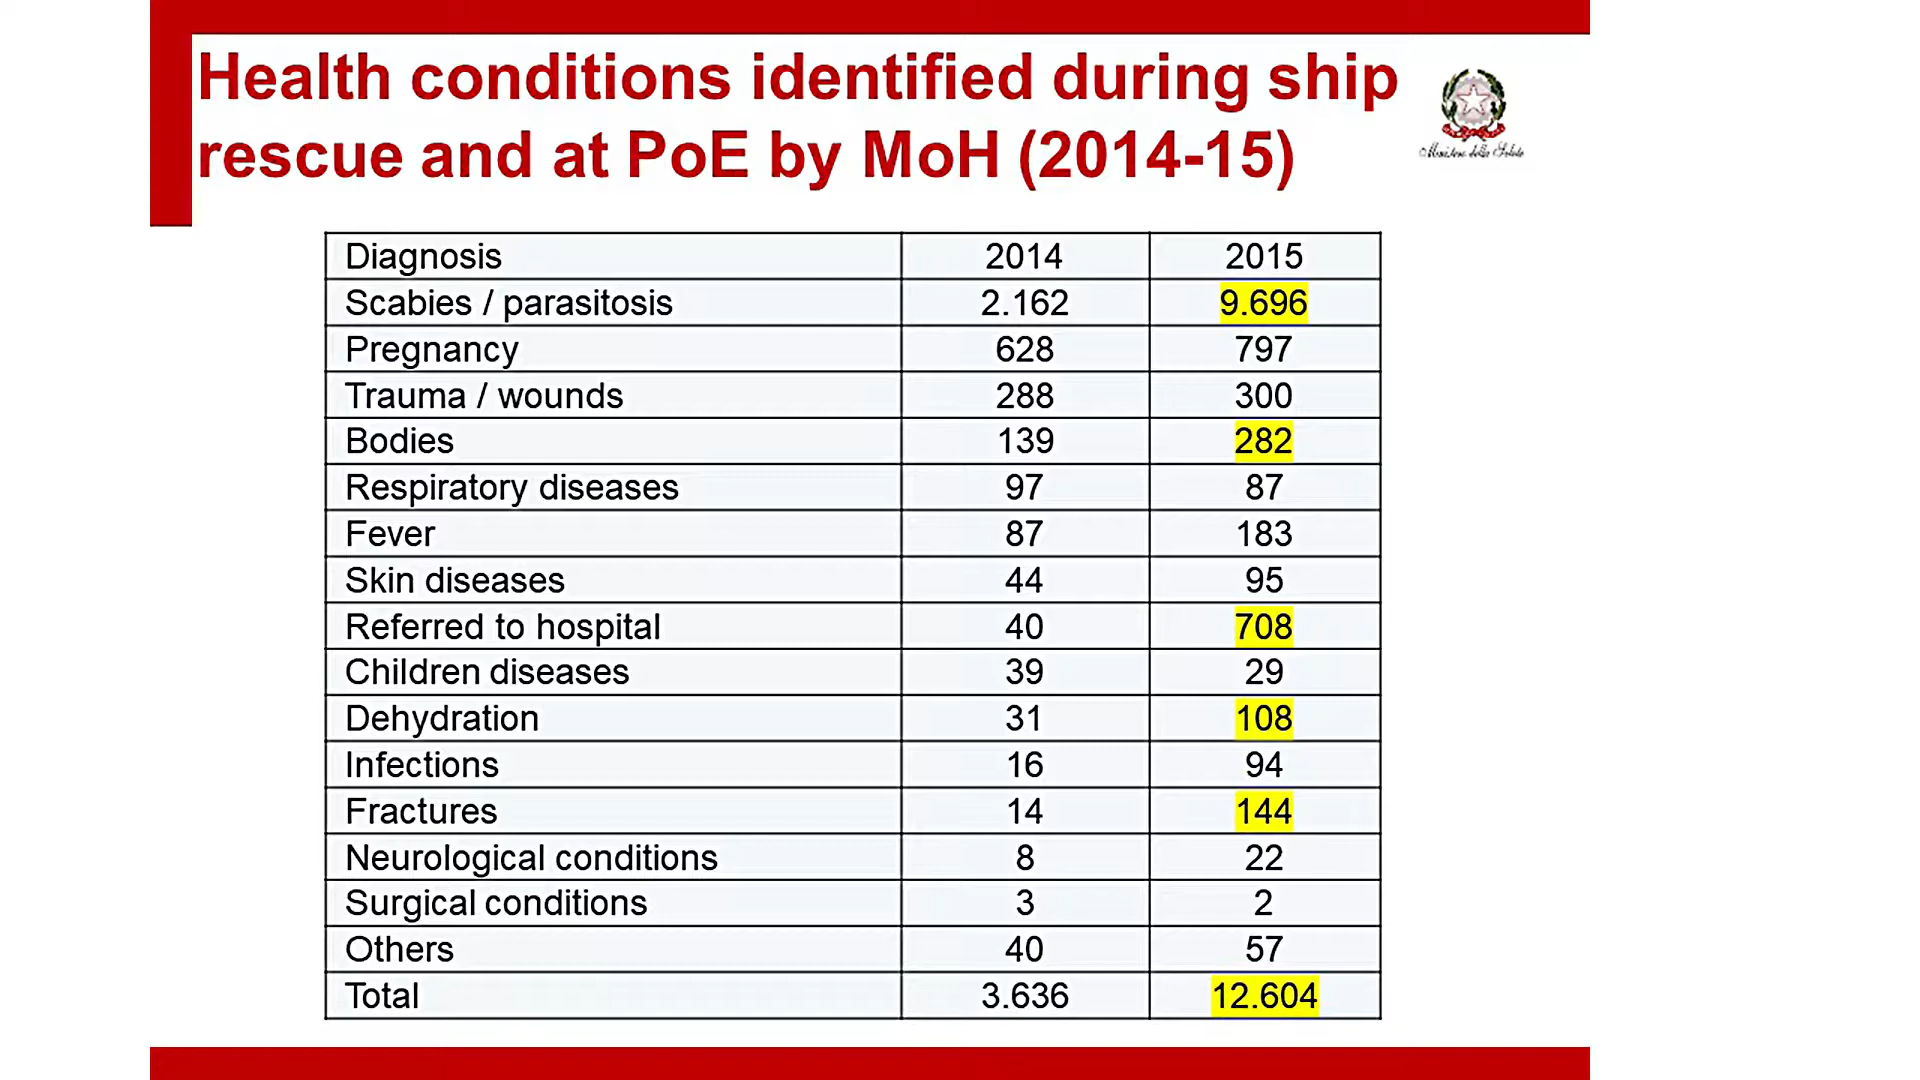 Health conditions identified during ship
rescue and at PoE by MoH (2014-15)
Ministero della Salute
Diagnosis 2014 2015
Scabies / parasitosis 2.162 9.696
Pregnancy 628 797
Trauma / wounds 288 300
Bodies 139 282
Respiratory diseases 97 87
Fever 87 183
Skin diseases 44 95
Referred to hospital 40 708
Children diseases 39 29
Dehydration 31 108
Infections 16 94
Fractures 14 144
Neurological conditions 8 22
Surgical conditions 3 2
Others 40 57
Total 3.636 12.604